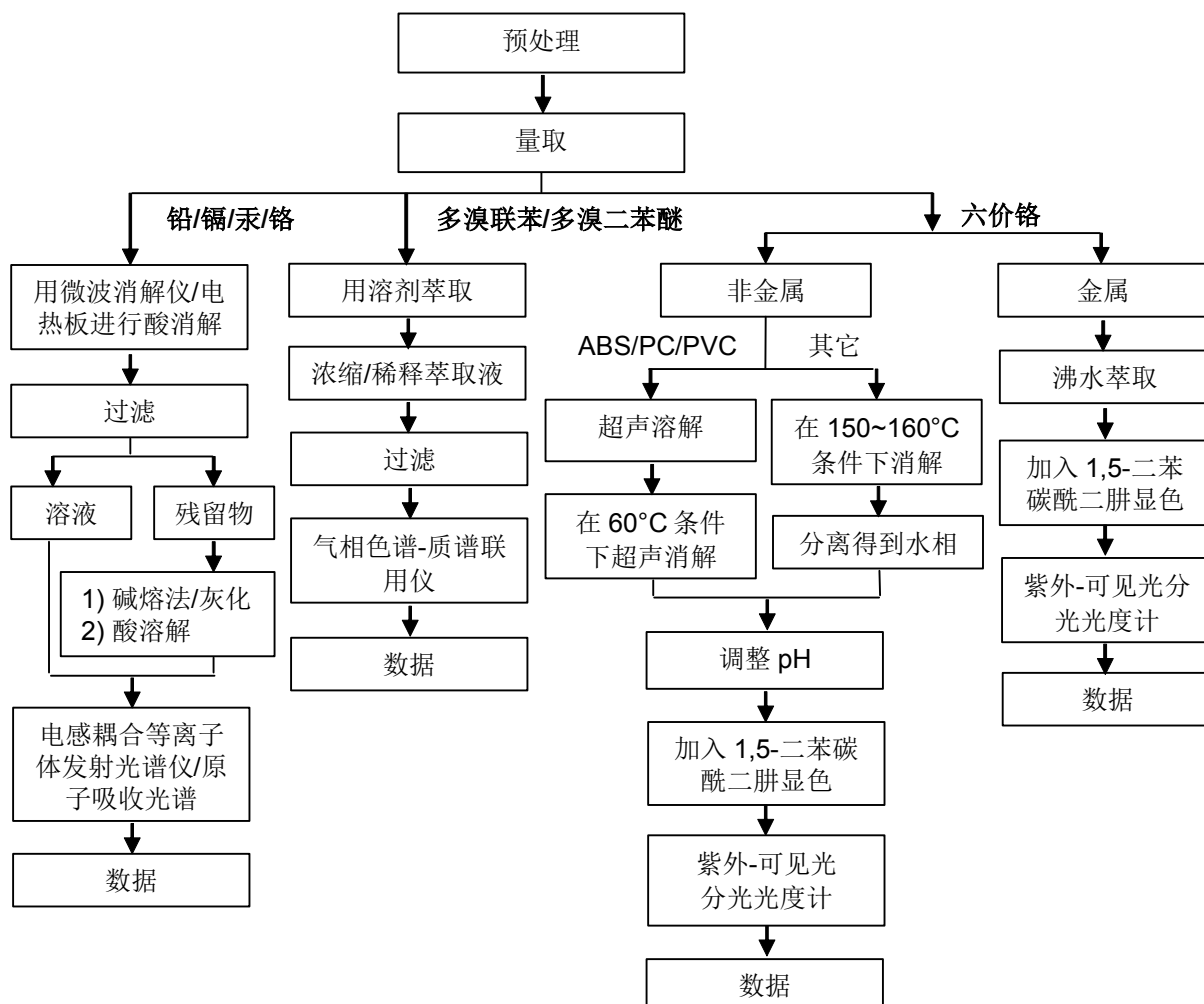 预处理
量取
铅/镉/汞/铬
多溴联苯/多溴二苯醚
六价铬
用微波消解仪/电
热板进行酸消解
过滤
溶液
残留物
1) 碱熔法/灰化
2) 酸溶解
电感耦合等离子
体发射光谱仪/原
子吸收光谱
数据
用溶剂萃取
浓缩/稀释萃取液
过滤
气相色谱-质谱联
用仪
数据
非金属
ABS/PC/PVC
其它
超声溶解
在 60°C 条件
下超声消解
在 150~160°C
条件下消解
分离得到水相
调整 pH
加入 1,5-二苯碳
酰二肼显色
紫外-可见光
分光光度计
数据
金属
沸水萃取
加入 1,5-二苯
碳酰二肼显色
紫外-可见光分
光光度计
数据